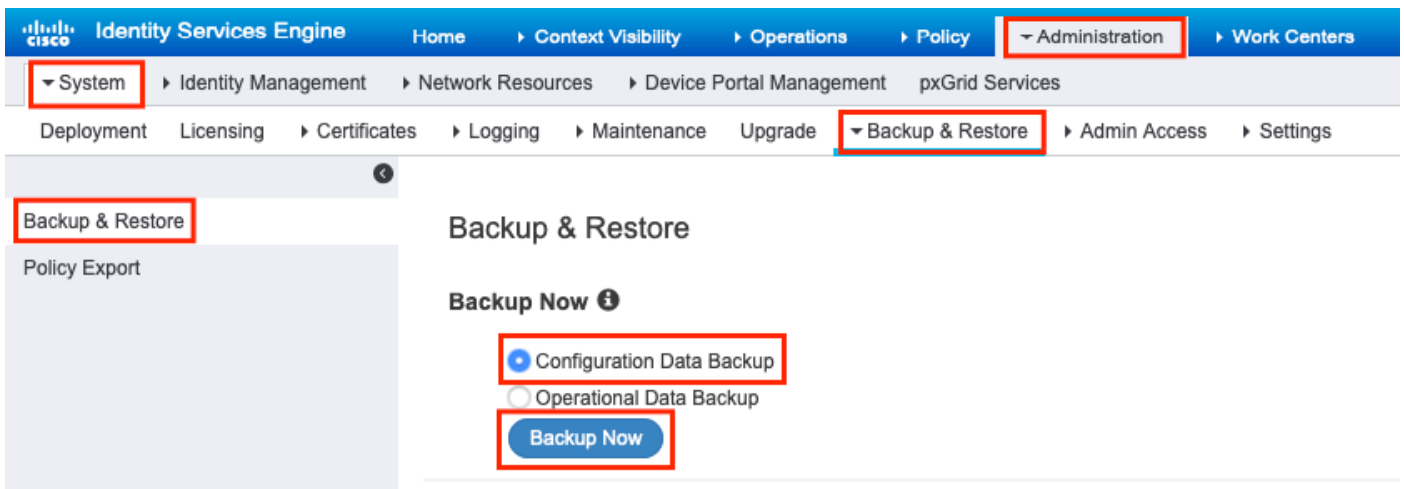 cisco Identity Services Engine Home Context Visibility Operations Policy Administration Work Centers
System Identity Management Network Resources Device Portal Management pxGrid Services
Deployment Licensing Certificates Logging Maintenance Upgrade Backup & Restore Admin Access Settings
Backup & Restore
Policy Export
Backup & Restore
Backup Now
Configuration Data Backup
Operational Data Backup
Backup Now